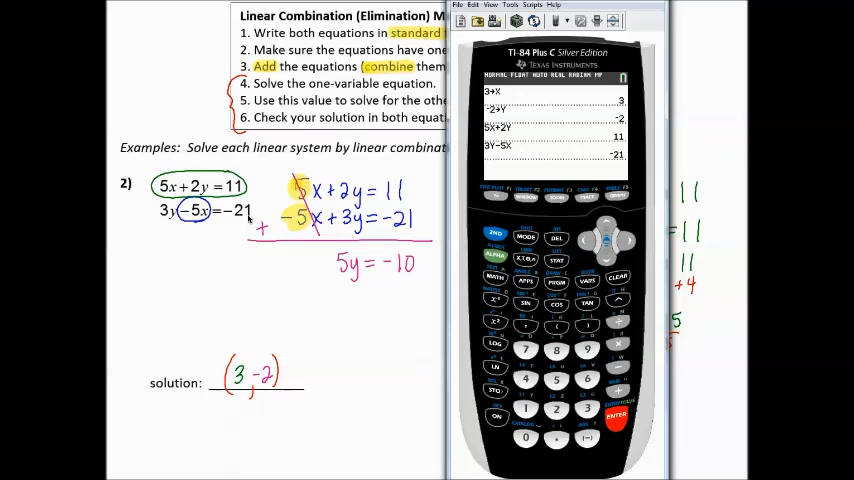 Linear Combination (Elimination) M
1. Write both equations in standard
2. Make sure the equations have one
3. Add the equations (combine them
4. Solve the one-variable equation.
5. Use this value to solve for the othe
6. Check your solution in both equati
Examples: Solve each linear system by linear combinat
2) 5x+2y=11
3y-5x=-21
5x+2y=11
+ -5x+3y=-21
5y=-10
solution: (3,-2)
File Edit View Tools Scripts Help
TI-84 Plus C Silver Edition
TEXAS INSTRUMENTS
NORMAL FLOAT AUTO REAL RADIAN MP
3→X
3
-2→Y
-2
5X+2Y
11
3Y-5X
-21
2ND MODE DEL
ALPHA X,T,θ,n STAT
MATH APPS PRGM VARS CLEAR
x⁻¹ SIN COS TAN ^
x² , ( ) ÷
LOG 7 8 9 ×
LN 4 5 6 −
STO 1 2 3 +
ON 0 . (−) ENTER
11
=11
11
+4
5